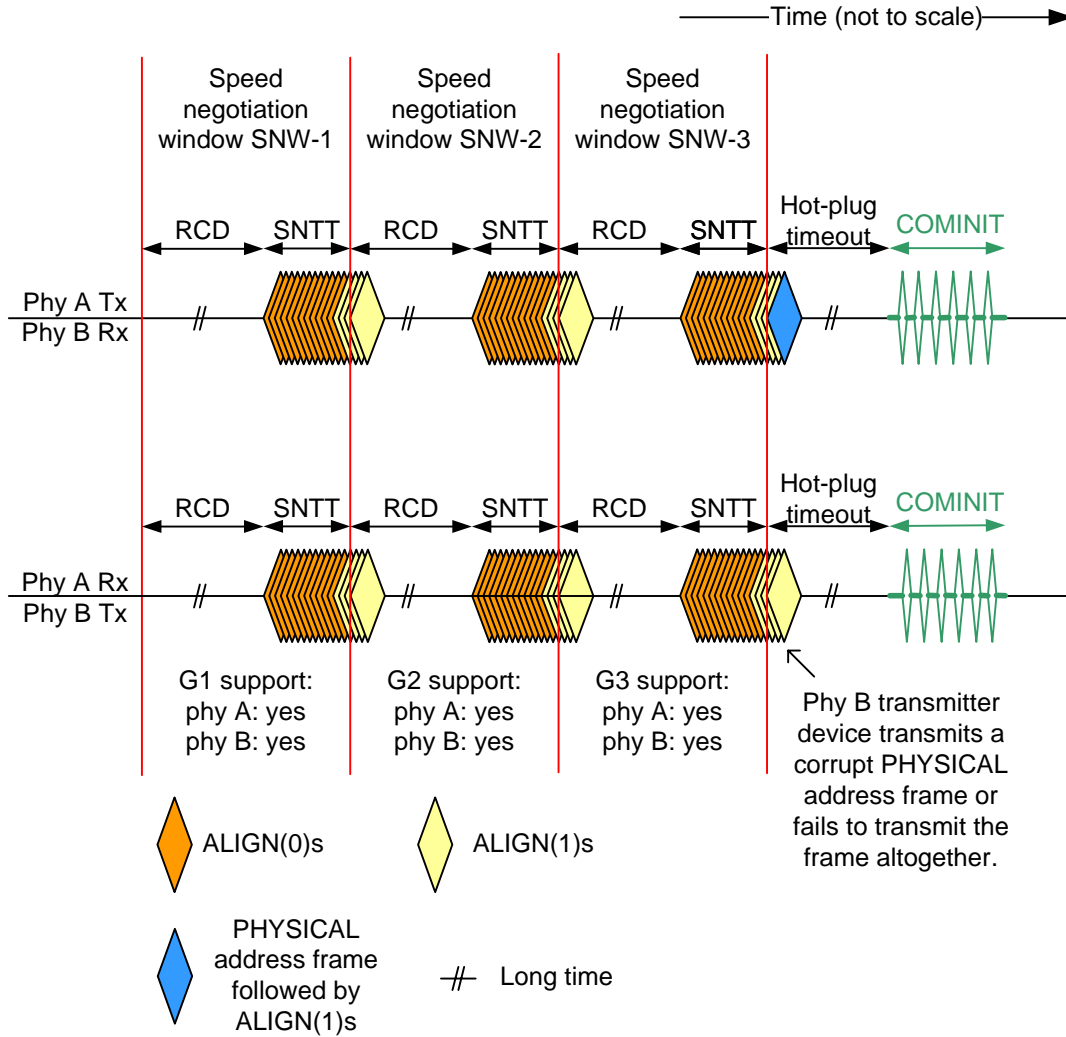 Time (not to scale)
Speed
negotiation
window SNW-1
Speed
negotiation
window SNW-2
Speed
negotiation
window SNW-3
RCD
SNTT
RCD
SNTT
RCD
SNTT
Hot-plug
timeout
COMINIT
Phy A Tx
Phy B Rx
RCD
SNTT
RCD
SNTT
RCD
SNTT
Hot-plug
timeout
COMINIT
Phy A Rx
Phy B Tx
G1 support:
phy A: yes
phy B: yes
G2 support:
phy A: yes
phy B: yes
G3 support:
phy A: yes
phy B: yes
Phy B transmitter
device transmits a
corrupt PHYSICAL
address frame or
fails to transmit the
frame altogether.
ALIGN(0)s
ALIGN(1)s
PHYSICAL
address frame
followed by
ALIGN(1)s
Long time